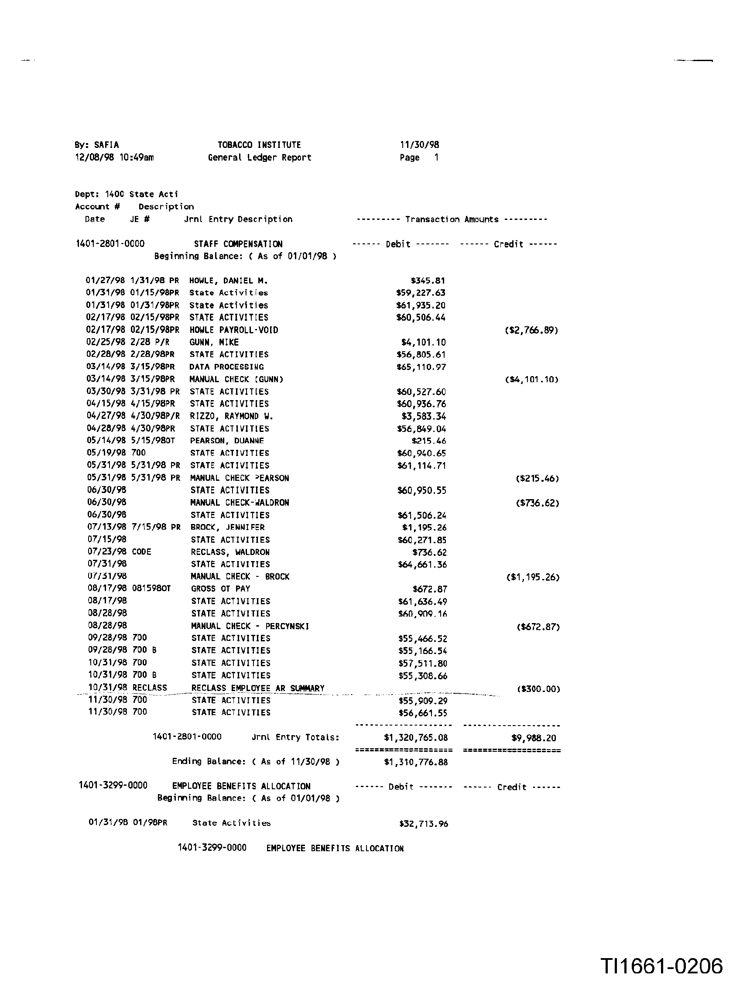 By: SAFIA TOBACCO INSTITUTE 11/30/98
12/08/98 10:49am General Ledger Report Page 1
Dept: 1400 State Acti
Account # Description
Date JE # Jrnl Entry Description --------- Transaction Amounts ---------
1401-2801-0000 STAFF COMPENSATION ------ Debit ------- ------ Credit ------
Beginning Balance: ( As of 01/01/98 )
01/27/98 1/31/98 PR HOWLE, DANIEL M. $345.81
01/31/98 01/15/98PR State Activities $59,227.63
01/31/98 01/31/98PR State Activities $61,935.20
02/17/98 02/15/98PR STATE ACTIVITIES $60,506.44
02/17/98 02/15/98PR HOWLE PAYROLL-VOID ($2,766.89)
02/25/98 2/28 P/R GUNN, MIKE $4,101.10
02/28/98 2/28/98PR STATE ACTIVITIES $56,805.61
03/14/98 3/15/98PR DATA PROCESSING $65,110.97
03/14/98 3/15/98PR MANUAL CHECK (GUNN) ($4,101.10)
03/30/98 3/31/98 PR STATE ACTIVITIES $60,527.60
04/15/98 4/15/98PR STATE ACTIVITIES $60,936.76
04/27/98 4/30/98P/R RIZZO, RAYMOND W. $3,583.34
04/28/98 4/30/98PR STATE ACTIVITIES $56,849.04
05/14/98 5/15/98OT PEARSON, DUANNE $215.46
05/19/98 700 STATE ACTIVITIES $60,940.65
05/31/98 5/31/98 PR STATE ACTIVITIES $61,114.71
05/31/98 5/31/98 PR MANUAL CHECK PEARSON ($215.46)
06/30/98 STATE ACTIVITIES $60,950.55
06/30/98 MANUAL CHECK-WALDRON ($736.62)
06/30/98 STATE ACTIVITIES $61,506.24
07/13/98 7/15/98 PR BROCK, JENNIFER $1,195.26
07/15/98 STATE ACTIVITIES $60,271.85
07/23/98 CODE RECLASS, WALDRON $736.62
07/31/98 STATE ACTIVITIES $64,661.36
07/31/98 MANUAL CHECK - BROCK ($1,195.26)
08/17/98 081598OT GROSS OT PAY $672.87
08/17/98 STATE ACTIVITIES $61,636.49
08/28/98 STATE ACTIVITIES $60,909.16
08/28/98 MANUAL CHECK - PERCYNSKI ($672.87)
09/28/98 700 STATE ACTIVITIES $55,466.52
09/28/98 700 B STATE ACTIVITIES $55,166.54
10/31/98 700 STATE ACTIVITIES $57,511.80
10/31/98 700 B STATE ACTIVITIES $55,308.66
10/31/98 RECLASS RECLASS EMPLOYEE AR SUMMARY ($300.00)
11/30/98 700 STATE ACTIVITIES $55,909.29
11/30/98 700 STATE ACTIVITIES $56,661.55
------------------- -------------------
1401-2801-0000 Jrnl Entry Totals: $1,320,765.08 $9,988.20
=================== ===================
Ending Balance: ( As of 11/30/98 ) $1,310,776.88
1401-3299-0000 EMPLOYEE BENEFITS ALLOCATION ------ Debit ------- ------ Credit ------
Beginning Balance: ( As of 01/01/98 )
01/31/98 01/98PR State Activities $32,713.96
1401-3299-0000 EMPLOYEE BENEFITS ALLOCATION
TI1661-0206